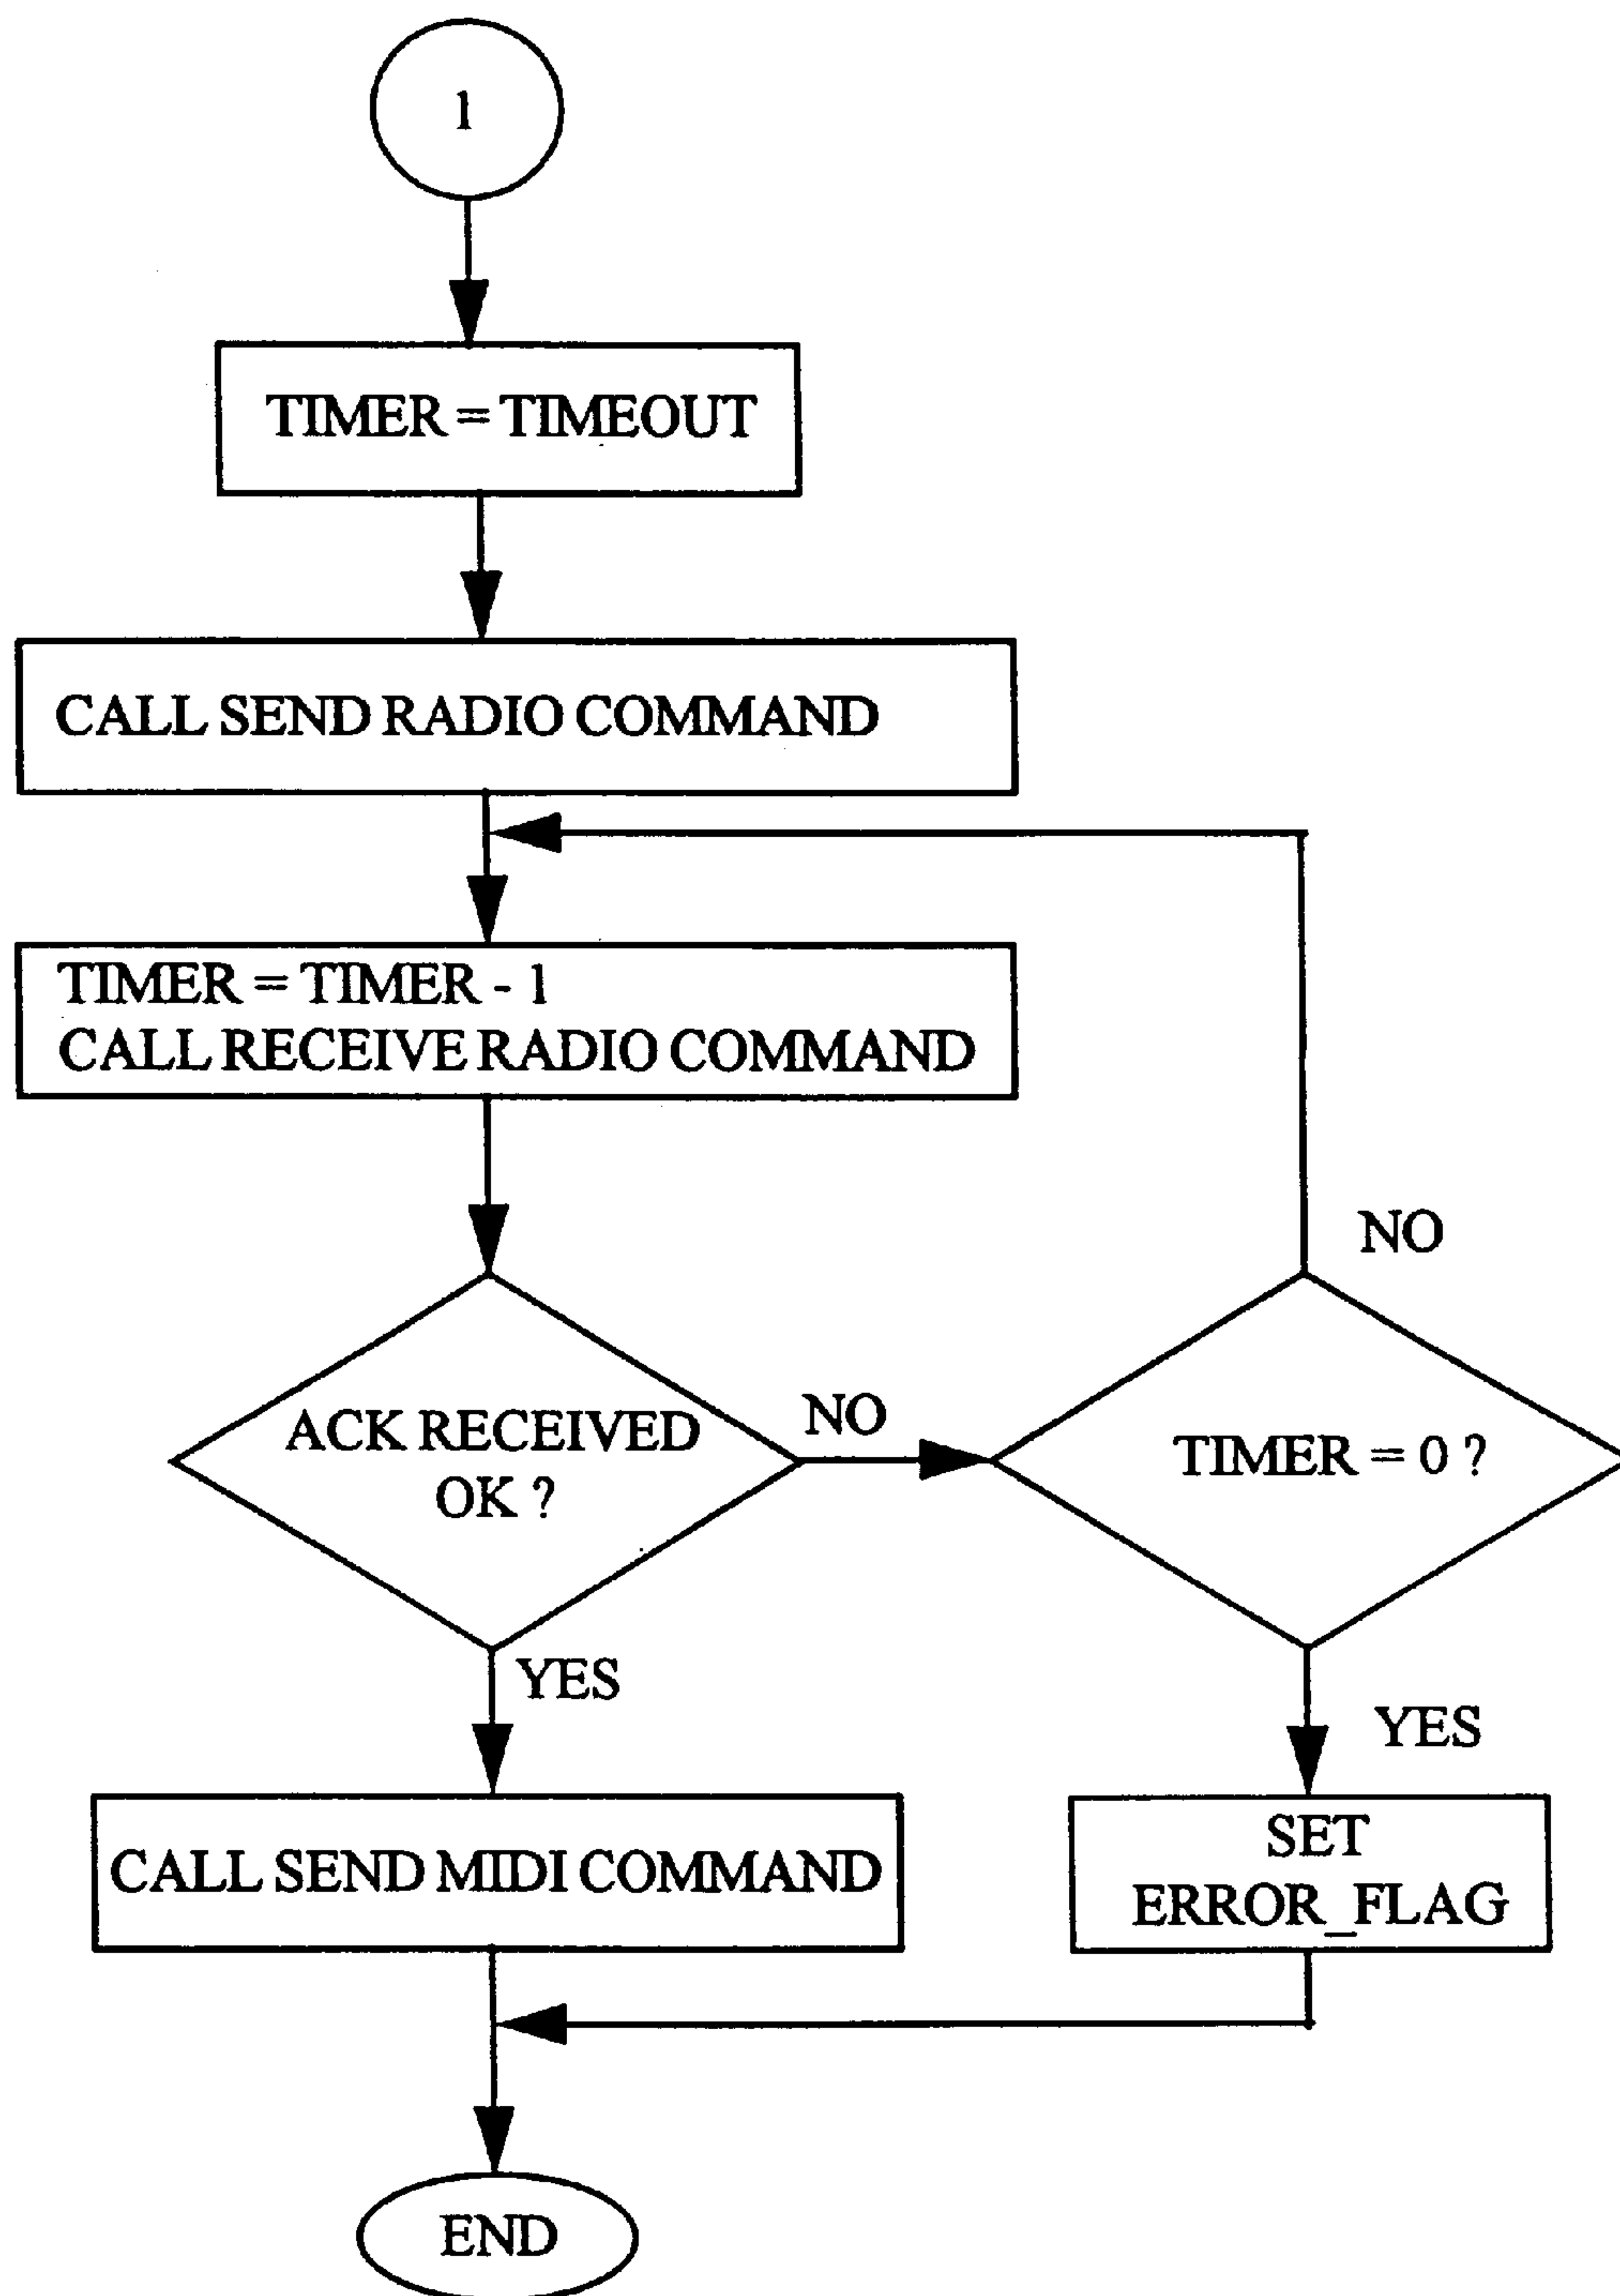 1
TIMER = TIMEOUT
CALL SEND RADIO COMMAND
TIMER = TIMER - 1
CALL RECEIVE RADIO COMMAND
NO
ACK RECEIVED
OK ?
NO
TIMER = 0 ?
YES
YES
CALL SEND MIDI COMMAND
SET
ERROR_FLAG
END